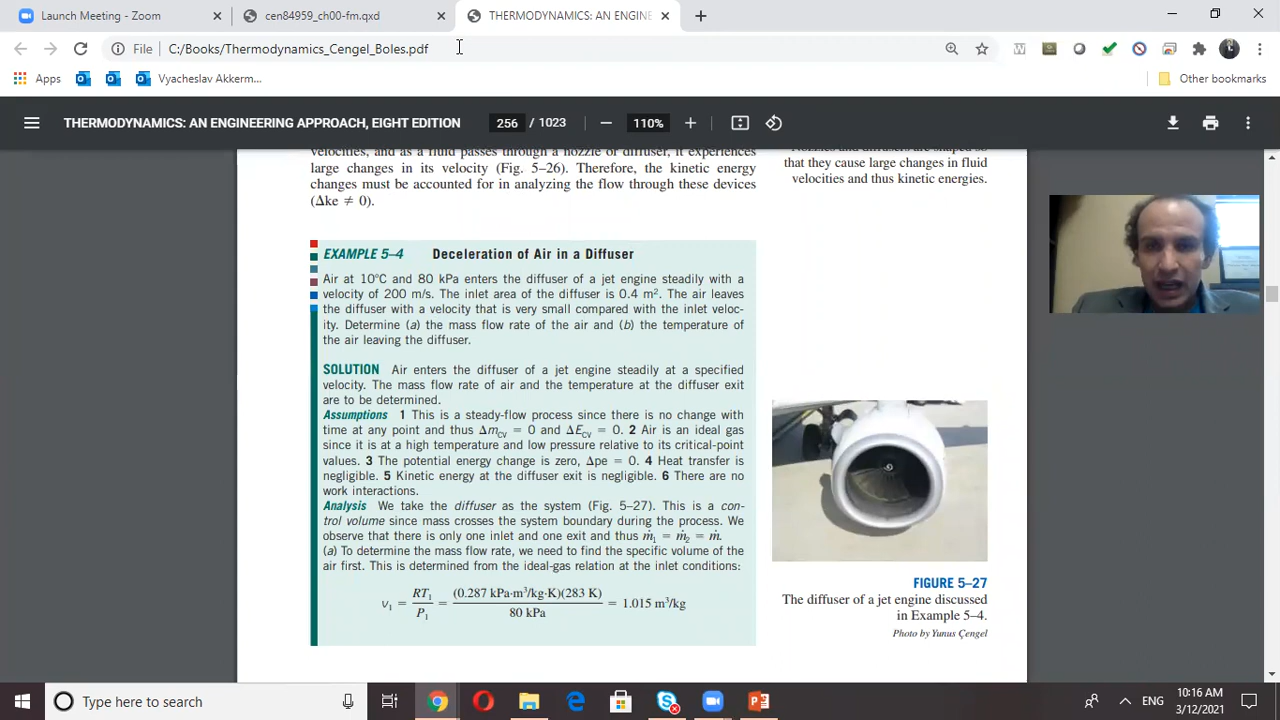 Launch Meeting - Zoom
cen84959_ch00-fm.qxd
THERMODYNAMICS: AN ENGINE
File
C:/Books/Thermodynamics_Cengel_Boles.pdf
Apps
Vyacheslav Akkerm...
Other bookmarks
THERMODYNAMICS: AN ENGINEERING APPROACH, EIGHT EDITION
256 / 1023
110%
velocities, and as a fluid passes through a nozzle or diffuser, it experiences
large changes in its velocity (Fig. 5–26). Therefore, the kinetic energy
changes must be accounted for in analyzing the flow through these devices
(Δke ≠ 0).
Nozzles and diffusers are shaped so
that they cause large changes in fluid
velocities and thus kinetic energies.
EXAMPLE 5–4 Deceleration of Air in a Diffuser
Air at 10°C and 80 kPa enters the diffuser of a jet engine steadily with a
velocity of 200 m/s. The inlet area of the diffuser is 0.4 m². The air leaves
the diffuser with a velocity that is very small compared with the inlet veloc-
ity. Determine (a) the mass flow rate of the air and (b) the temperature of
the air leaving the diffuser.
SOLUTION Air enters the diffuser of a jet engine steadily at a specified
velocity. The mass flow rate of air and the temperature at the diffuser exit
are to be determined.
Assumptions 1 This is a steady-flow process since there is no change with
time at any point and thus Δm_CV = 0 and ΔE_CV = 0. 2 Air is an ideal gas
since it is at a high temperature and low pressure relative to its critical-point
values. 3 The potential energy change is zero, Δpe = 0. 4 Heat transfer is
negligible. 5 Kinetic energy at the diffuser exit is negligible. 6 There are no
work interactions.
Analysis We take the diffuser as the system (Fig. 5–27). This is a con-
trol volume since mass crosses the system boundary during the process. We
observe that there is only one inlet and one exit and thus ṁ₁ = ṁ₂ = ṁ.
(a) To determine the mass flow rate, we need to find the specific volume of the
air first. This is determined from the ideal-gas relation at the inlet conditions:
v₁ = RT₁/P₁ = (0.287 kPa·m³/kg·K)(283 K)/80 kPa = 1.015 m³/kg
FIGURE 5–27
The diffuser of a jet engine discussed
in Example 5–4.
Photo by Yunus Çengel
Type here to search
ENG
10:16 AM
3/12/2021